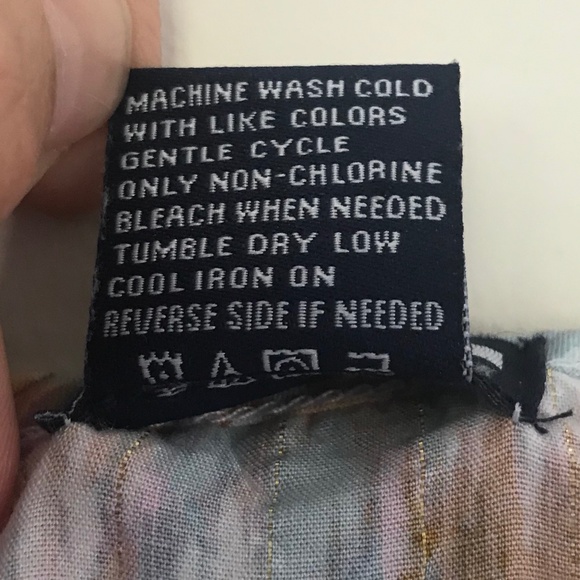 MACHINE WASH COLD
WITH LIKE COLORS
GENTLE CYCLE
ONLY NON-CHLORINE
BLEACH WHEN NEEDED
TUMBLE DRY LOW
COOL IRON ON
REVERSE SIDE IF NEEDED